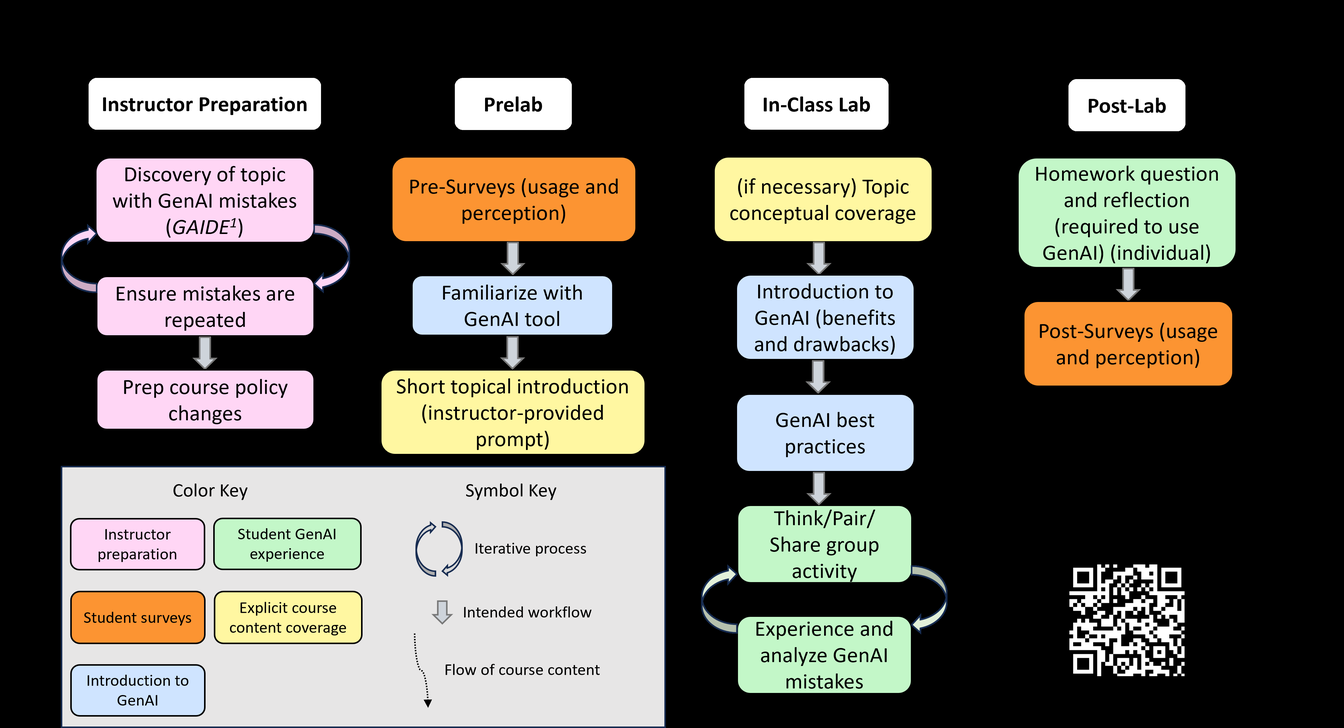 Instructor Preparation
Discovery of topic
with GenAI mistakes
(GAIDE¹)
Ensure mistakes are
repeated
Prep course policy
changes
Prelab
Pre-Surveys (usage and
perception)
Familiarize with
GenAI tool
Short topical introduction
(instructor-provided
prompt)
In-Class Lab
(if necessary) Topic
conceptual coverage
Introduction to
GenAI (benefits
and drawbacks)
GenAI best
practices
Think/Pair/
Share group
activity
Experience and
analyze GenAI
mistakes
Post-Lab
Homework question
and reflection
(required to use
GenAI) (individual)
Post-Surveys (usage
and perception)
Color Key
Instructor
preparation
Student GenAI
experience
Student surveys
Explicit course
content coverage
Introduction to
GenAI
Symbol Key
Iterative process
Intended workflow
Flow of course content